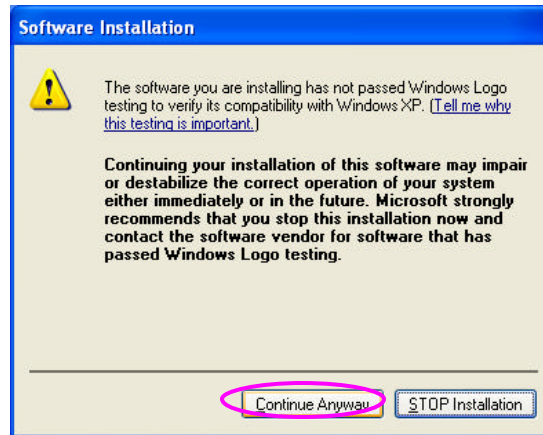 Software Installation
The software you are installing has not passed Windows Logo
testing to verify its compatibility with Windows XP. (Tell me why
this testing is important.)
Continuing your installation of this software may impair
or destabilize the correct operation of your system
either immediately or in the future. Microsoft strongly
recommends that you stop this installation now and
contact the software vendor for software that has
passed Windows Logo testing.
Continue Anyway
STOP Installation